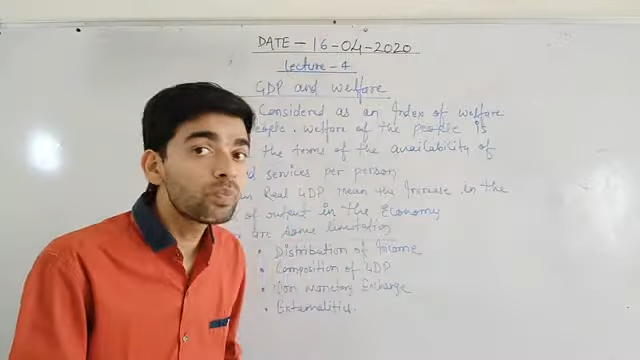 DATE - 16-04-2020
Lecture - 4
GDP and welfare
Considered as an Index of welfare
people. welfare of the people is
the terms of the availability of
services per person
Real GDP mean the Increase in the
of output in the Economy
are some limitation
• Distribution of Income
• Composition of GDP
• Non monetary Exchange
• Externalities.